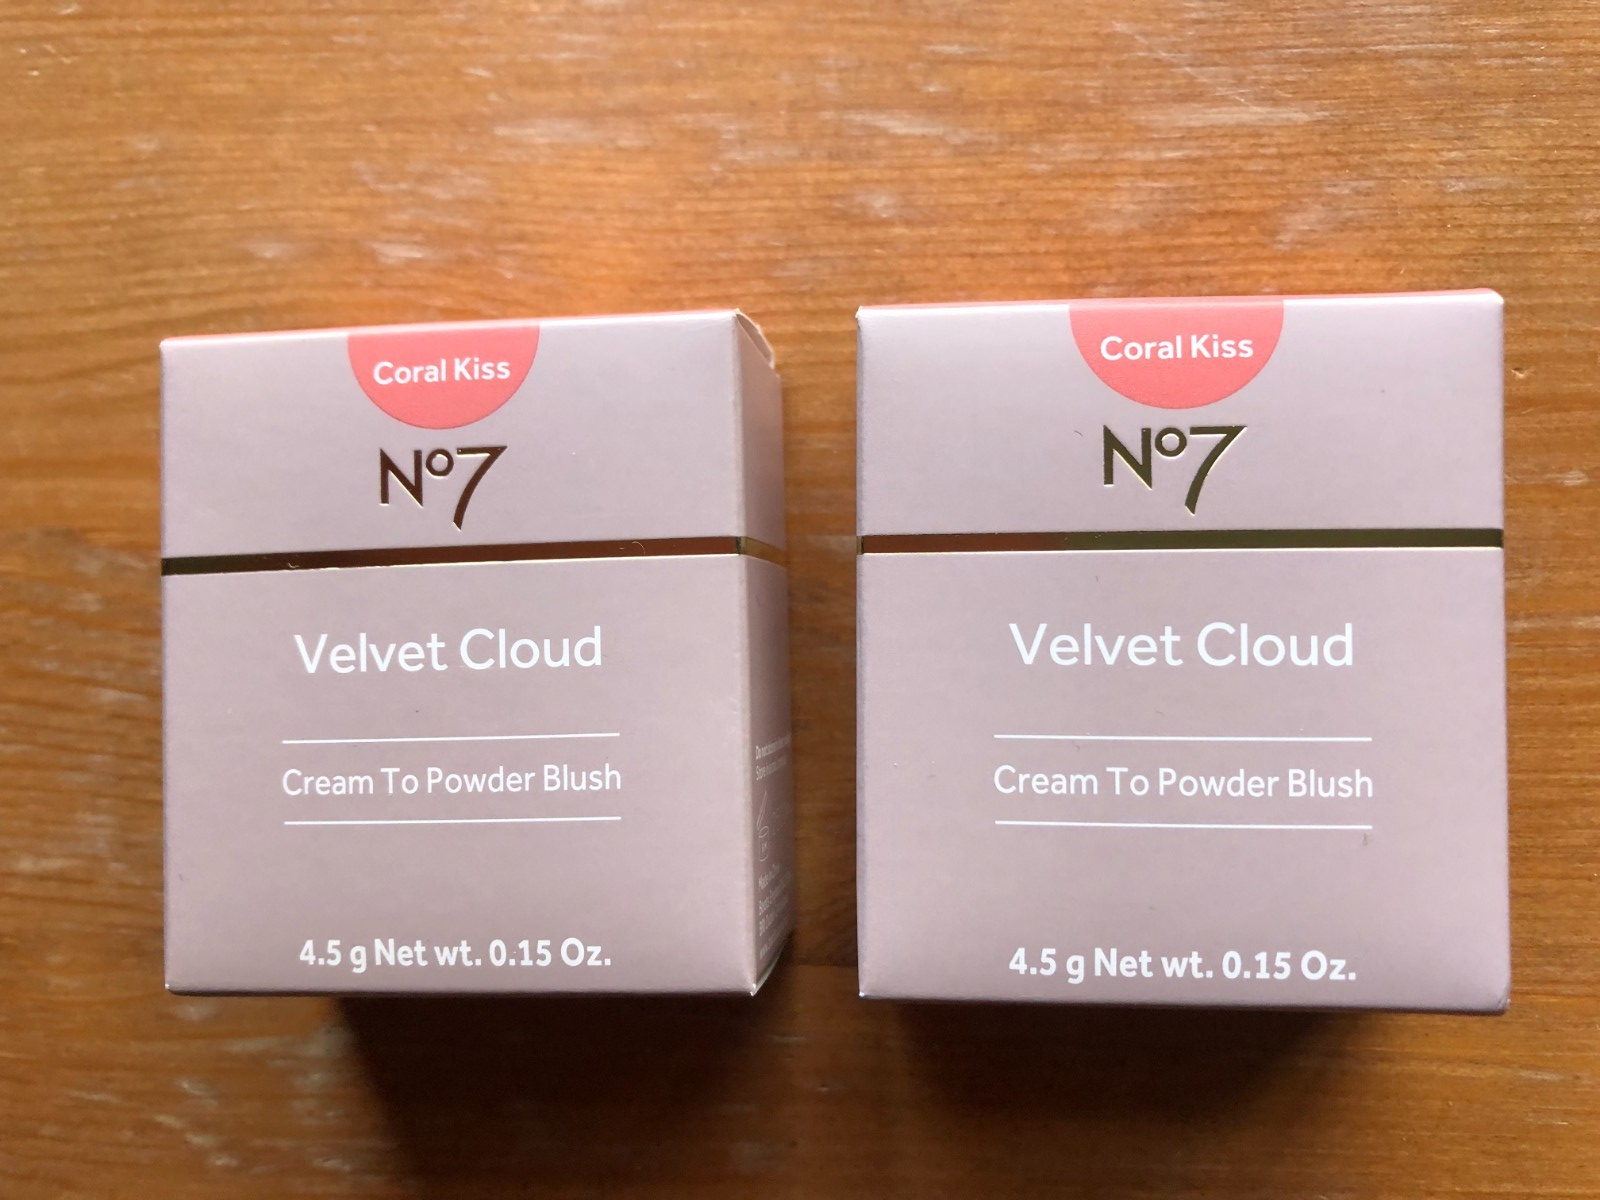 Coral Kiss
No7
Velvet Cloud
Cream To Powder Blush
4.5 g Net wt. 0.15 Oz.
Coral Kiss
No7
Velvet Cloud
Cream To Powder Blush
4.5 g Net wt. 0.15 Oz.